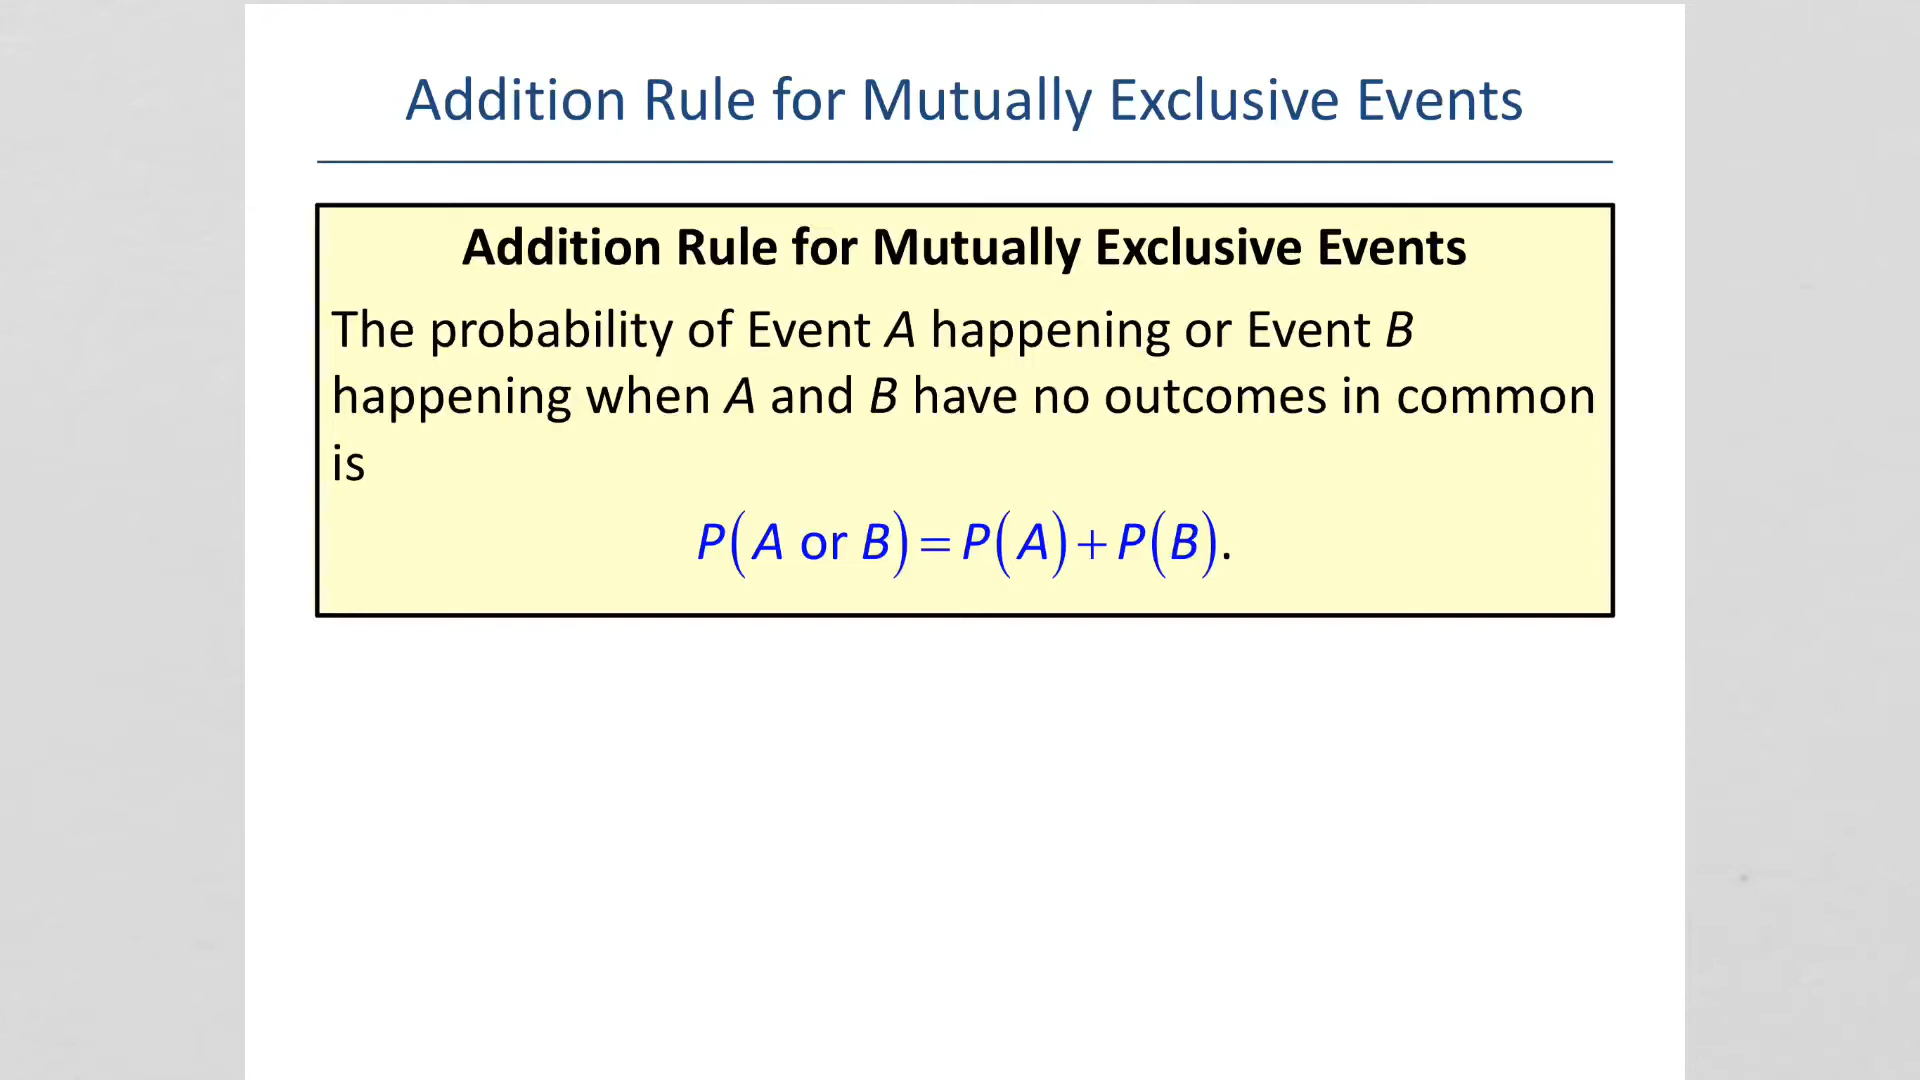 Addition Rule for Mutually Exclusive Events
Addition Rule for Mutually Exclusive Events
The probability of Event A happening or Event B
happening when A and B have no outcomes in common
is
P(A or B)=P(A)+P(B).